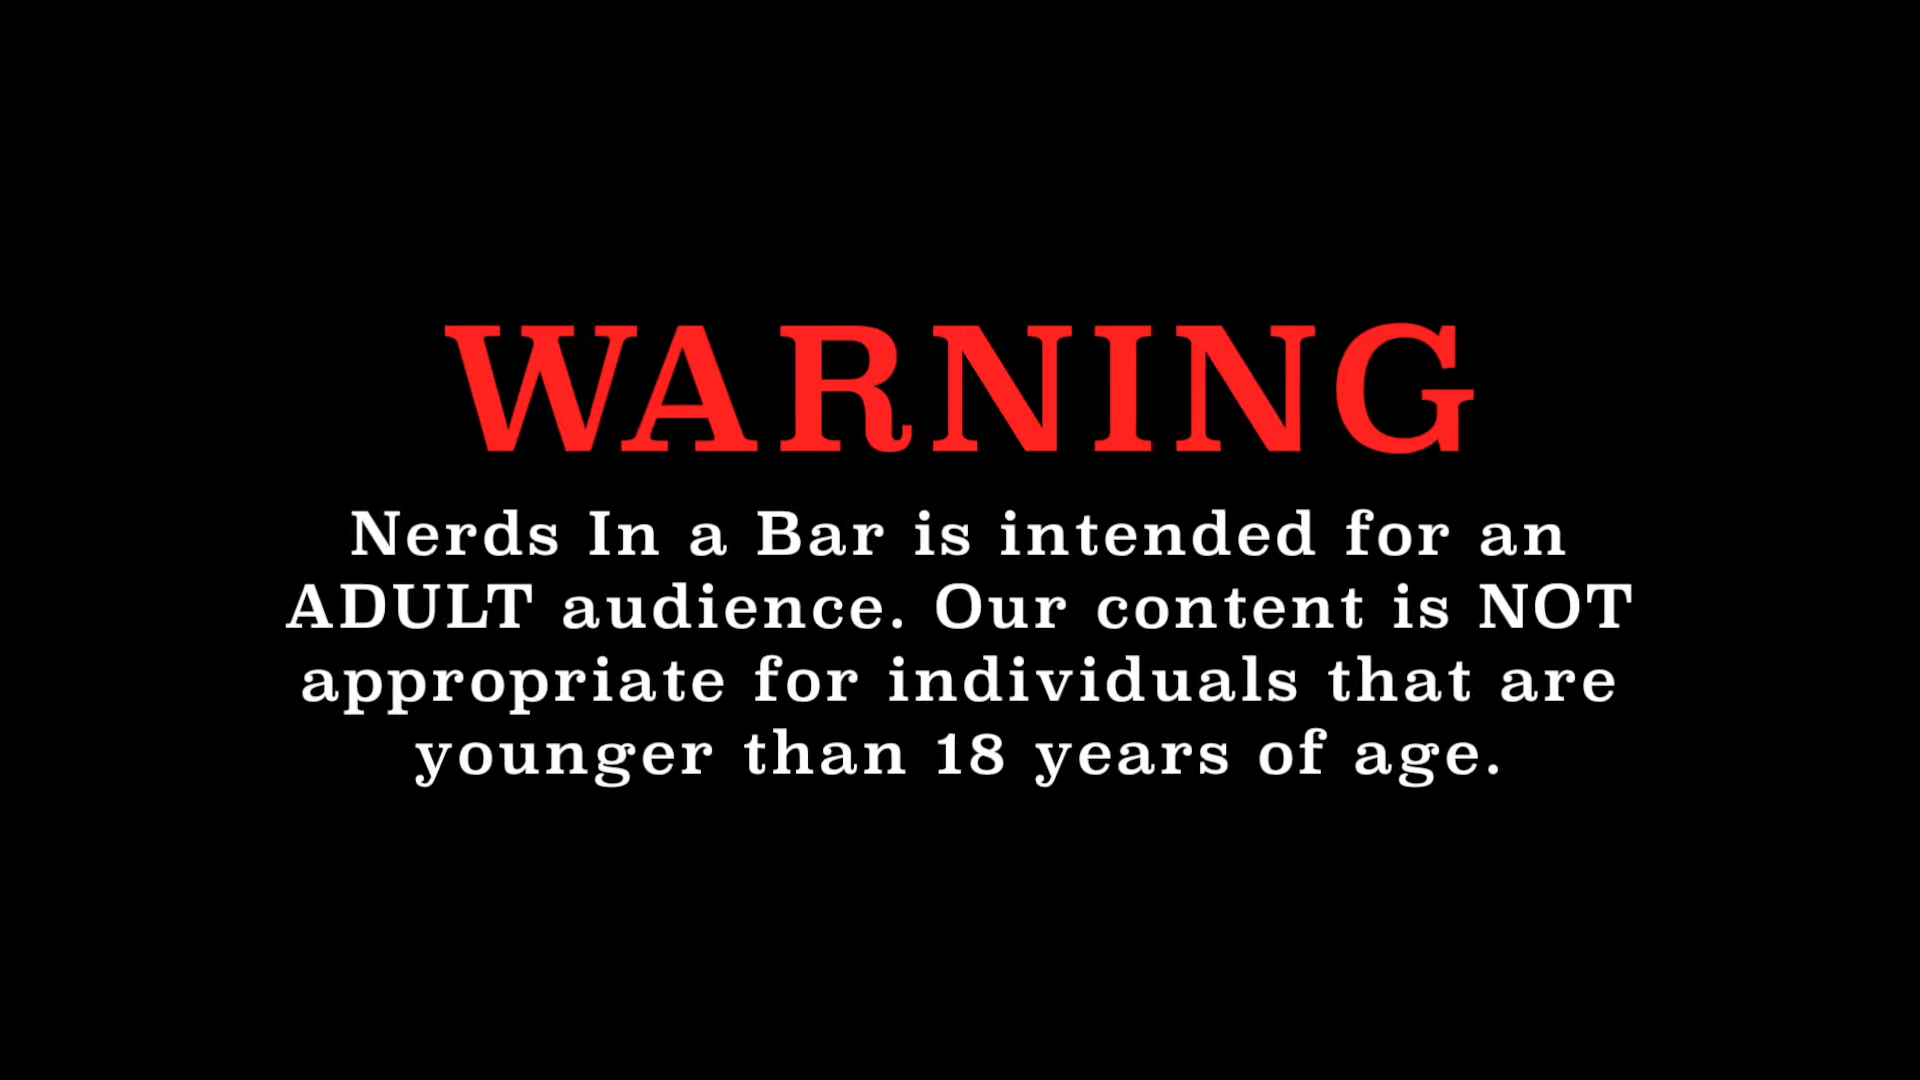 WARNING
Nerds In a Bar is intended for an
ADULT audience. Our content is NOT
appropriate for individuals that are
younger than 18 years of age.